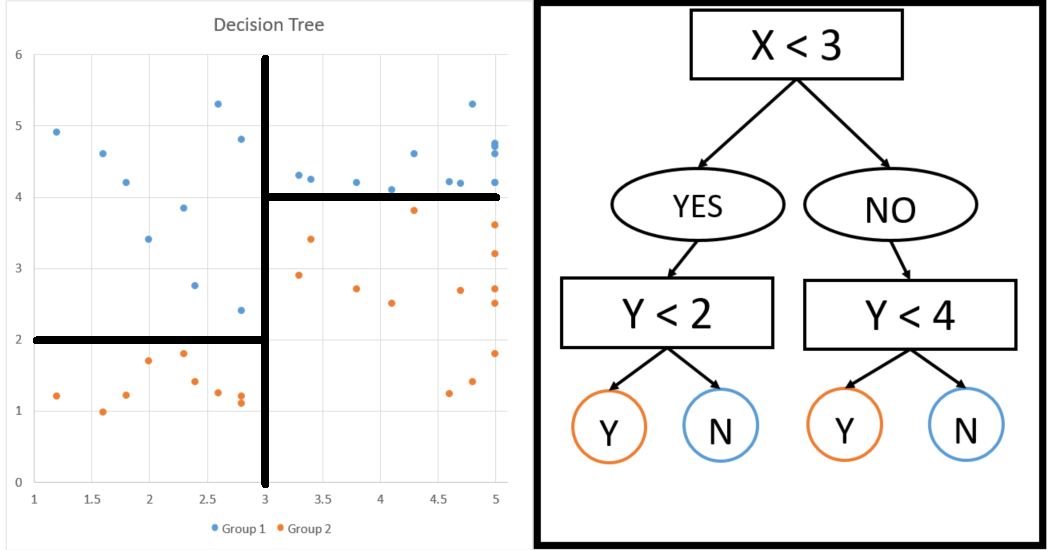 Decision Tree
6
5
4
3
2
1
0
1 1.5 2 2.5 3 3.5 4 4.5 5
Group 1 Group 2
X < 3
YES NO
Y < 2 Y < 4
Y N Y N